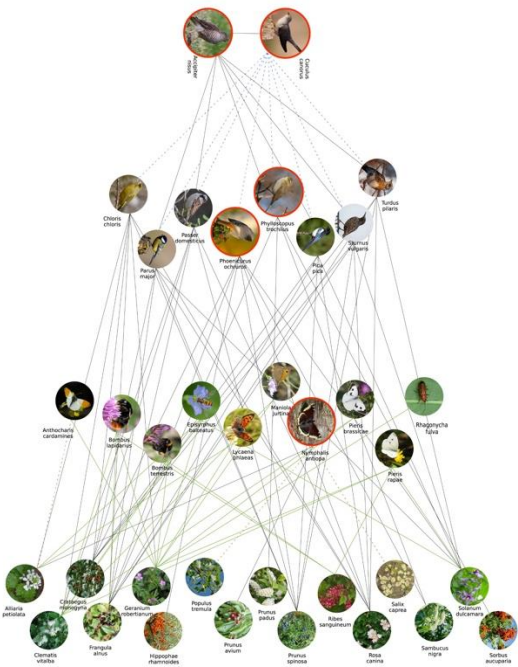 Accipiter
nisus
Cuculus
canorus
Chloris
chloris
Parus
major
Passer
domesticus
Phoenicurus
ochruros
Phylloscopus
trochilus
Pica
pica
Sturnus
vulgaris
Turdus
pilaris
Anthocharis
cardamines
Bombus
lapidarius
Bombus
terrestris
Episyrphus
balteatus
Lycaena
phlaeas
Maniola
jurtina
Nymphalis
antiopa
Pieris
brassicae
Pieris
rapae
Rhagonycha
fulva
Alliaria
petiolata
Clematis
vitalba
Crataegus
monogyna
Frangula
alnus
Geranium
robertianum
Hippophae
rhamnoides
Populus
tremula
Prunus
avium
Prunus
padus
Prunus
spinosa
Ribes
sanguineum
Rosa
canina
Salix
caprea
Sambucus
nigra
Solanum
dulcamara
Sorbus
aucuparia